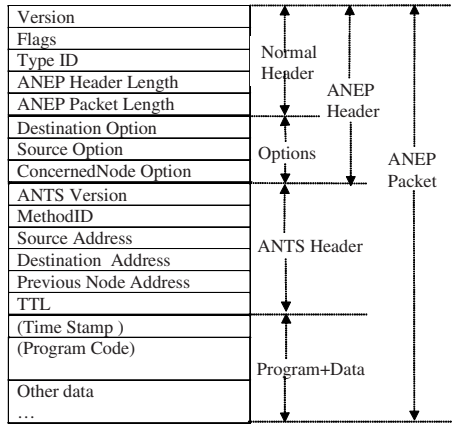 Version
Flags
Type ID
ANEP Header Length
ANEP Packet Length
Destination Option
Source Option
ConcernedNode Option
ANTS Version
MethodID
Source Address
Destination Address
Previous Node Address
TTL
(Time Stamp )
(Program Code)
Other data
…
Normal
Header
Options
ANTS Header
Program+Data
ANEP
Header
ANEP
Packet